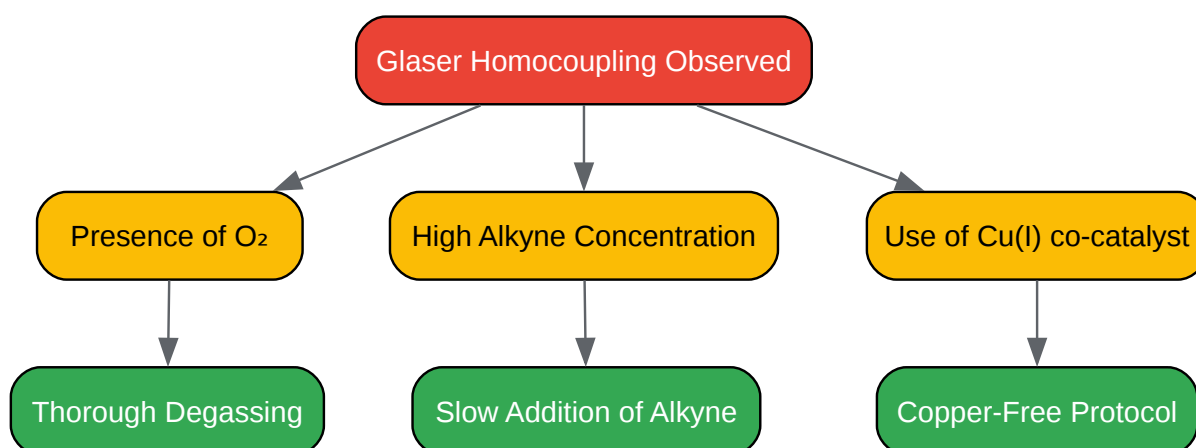 Glaser Homocoupling Observed
Presence of O₂
High Alkyne Concentration
Use of Cu(I) co-catalyst
Thorough Degassing
Slow Addition of Alkyne
Copper-Free Protocol